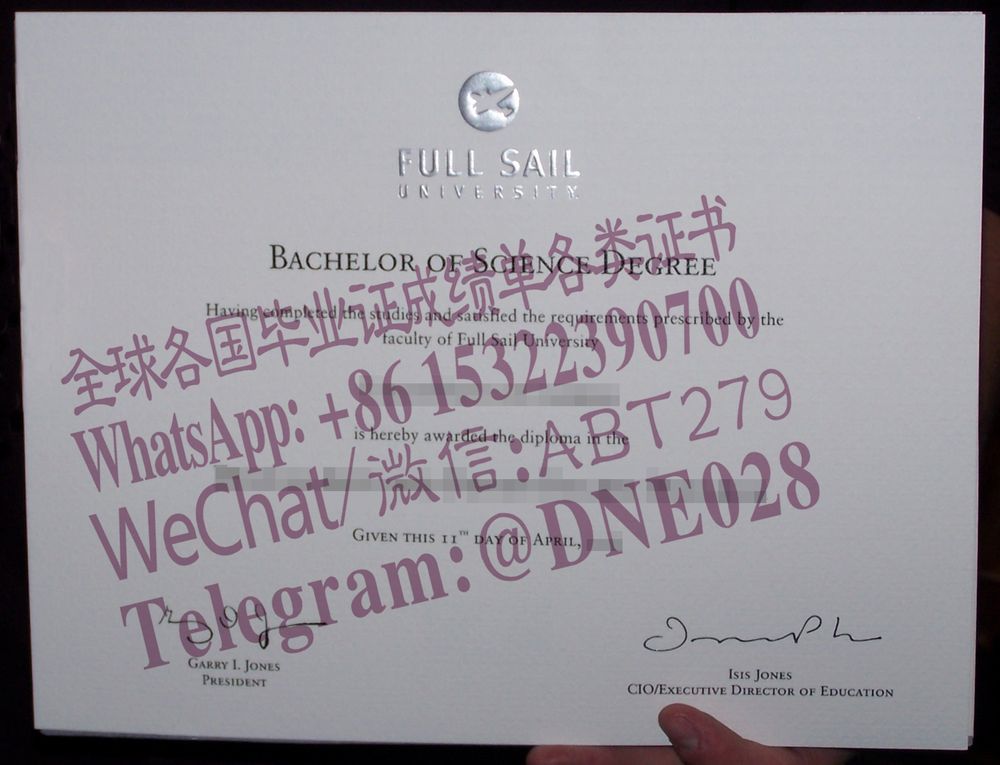 FULL SAIL
UNIVERSITY.
BACHELOR OF SCIENCE DEGREE
Having completed the studies and satisfied the requirements prescribed by the
faculty of Full Sail University
is hereby awarded the diploma in the
GIVEN THIS 11TH DAY OF APRIL,
GARRY I. JONES
PRESIDENT
ISIS JONES
CIO/EXECUTIVE DIRECTOR OF EDUCATION
全球各国毕业证成绩单各类证书
WhatsApp: +86 15322390700
WeChat/微信:ABT279
Telegram:@DNE028